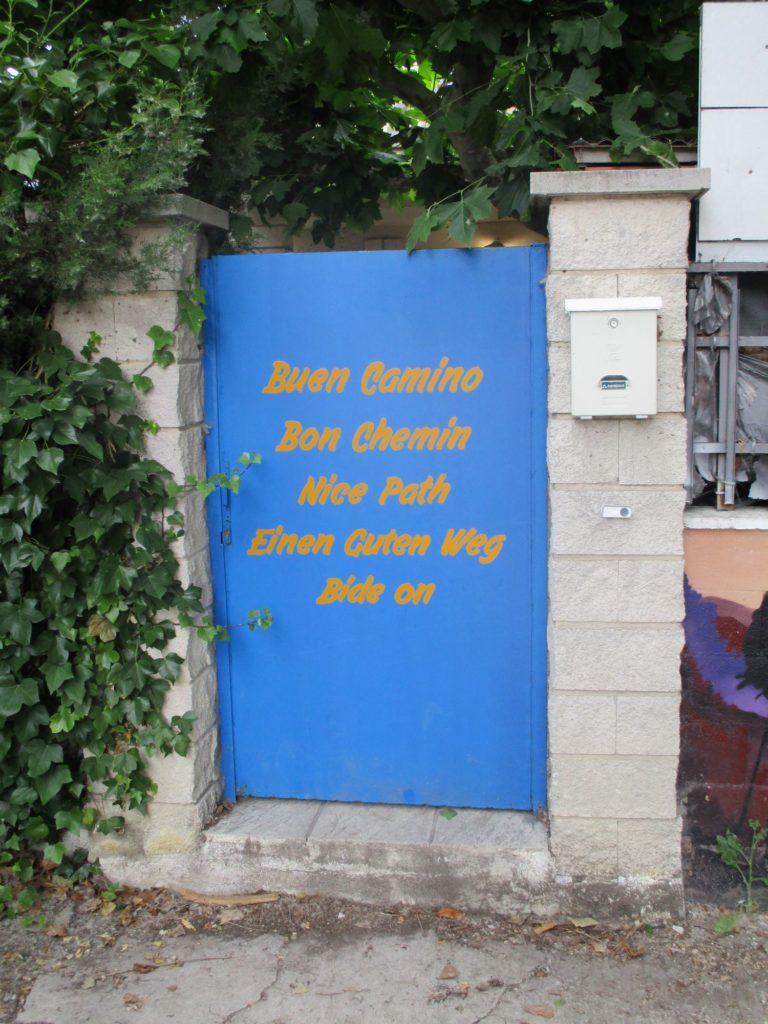 Buen Camino
Bon Chemin
Nice Path
Einen Guten Weg
Bide on